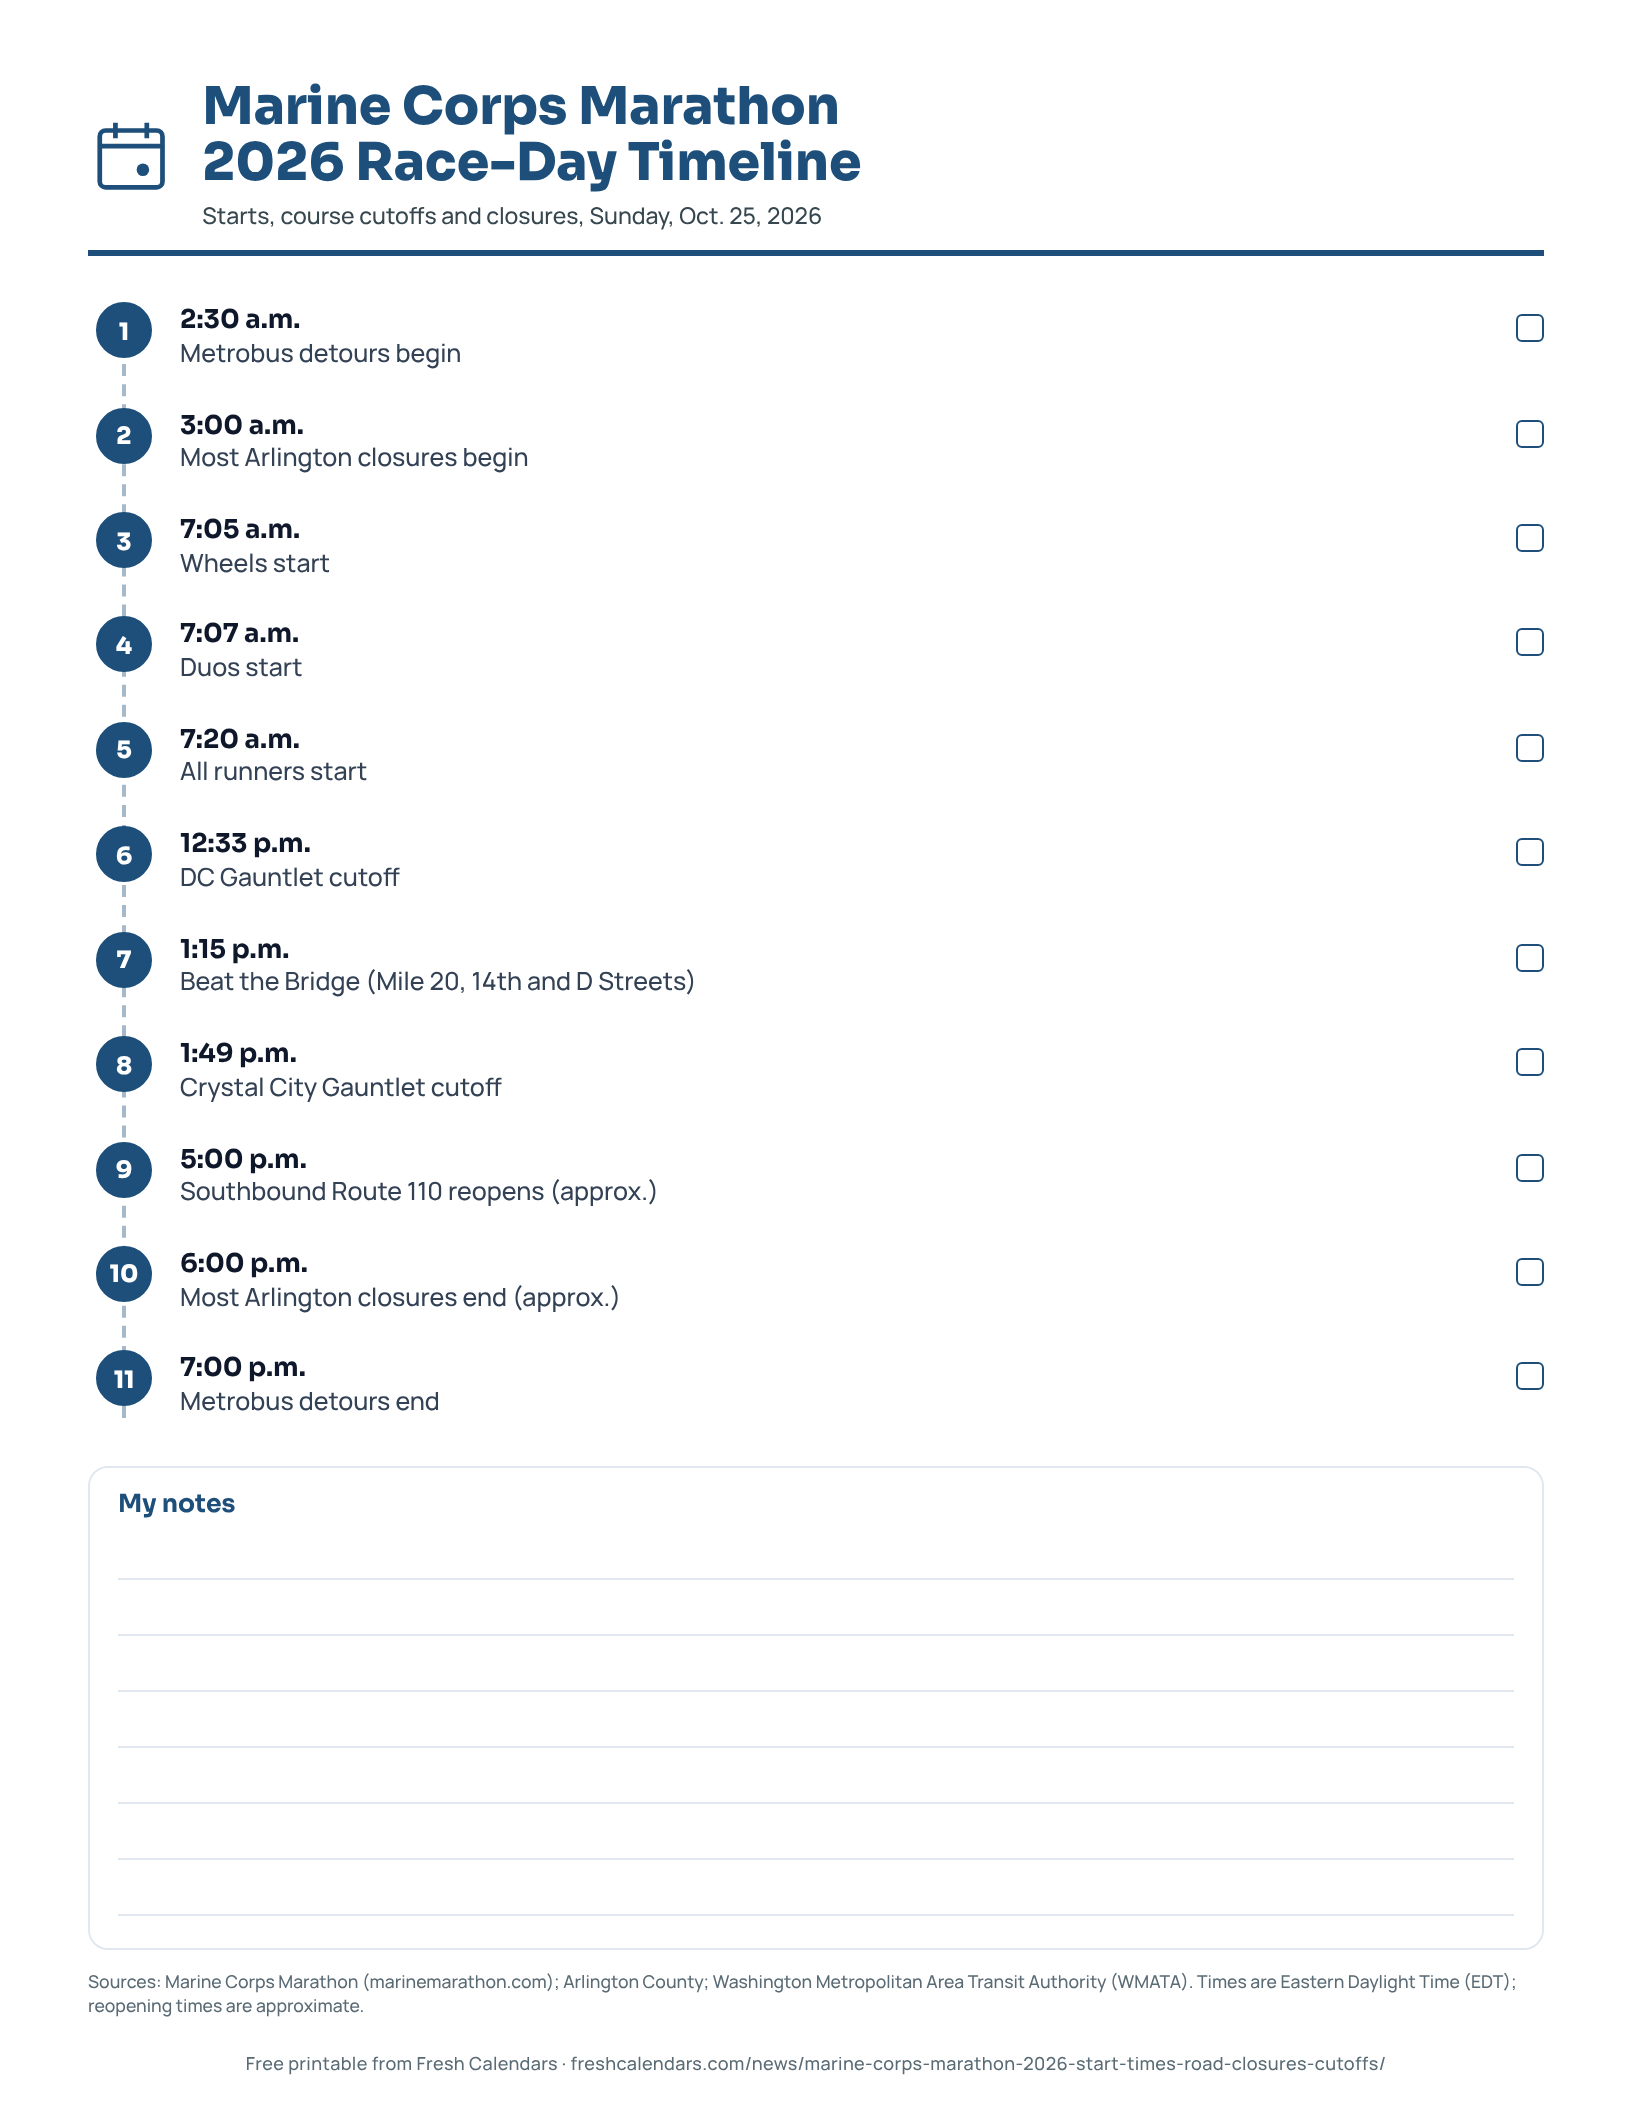 Marine Corps Marathon
2026 Race-Day Timeline
Starts, course cutoffs and closures, Sunday, Oct. 25, 2026
1
2:30 a.m.
Metrobus detours begin
2
3:00 a.m.
Most Arlington closures begin
3
7:05 a.m.
Wheels start
4
7:07 a.m.
Duos start
5
7:20 a.m.
All runners start
6
12:33 p.m.
DC Gauntlet cutoff
7
1:15 p.m.
Beat the Bridge (Mile 20, 14th and D Streets)
8
1:49 p.m.
Crystal City Gauntlet cutoff
9
5:00 p.m.
Southbound Route 110 reopens (approx.)
10
6:00 p.m.
Most Arlington closures end (approx.)
11
7:00 p.m.
Metrobus detours end
My notes
Sources: Marine Corps Marathon (marinemarathon.com); Arlington County; Washington Metropolitan Area Transit Authority (WMATA). Times are Eastern Daylight Time (EDT);
reopening times are approximate.
Free printable from Fresh Calendars · freshcalendars.com/news/marine-corps-marathon-2026-start-times-road-closures-cutoffs/